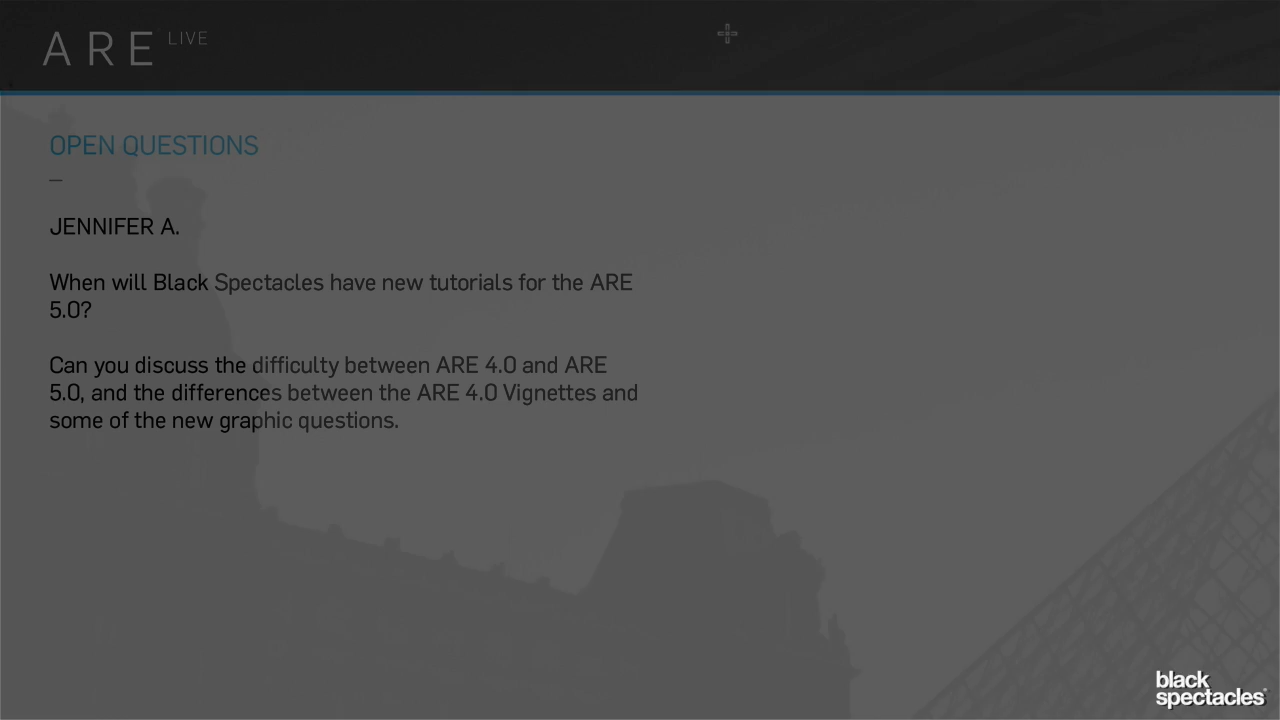 ARE LIVE
OPEN QUESTIONS
—
JENNIFER A.
When will Black Spectacles have new tutorials for the ARE
5.0?
Can you discuss the difficulty between ARE 4.0 and ARE
5.0, and the differences between the ARE 4.0 Vignettes and
some of the new graphic questions.
black
spectacles